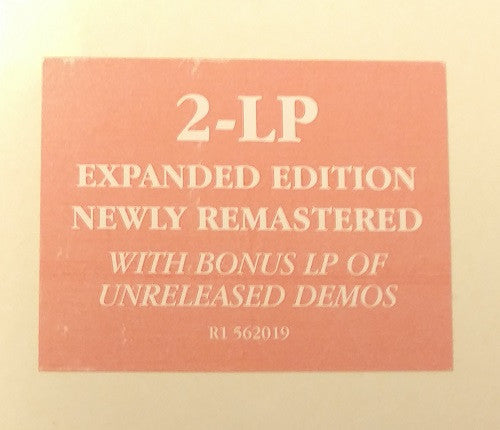 2-LP
EXPANDED EDITION
NEWLY REMASTERED
WITH BONUS LP OF
UNRELEASED DEMOS
R1 562019